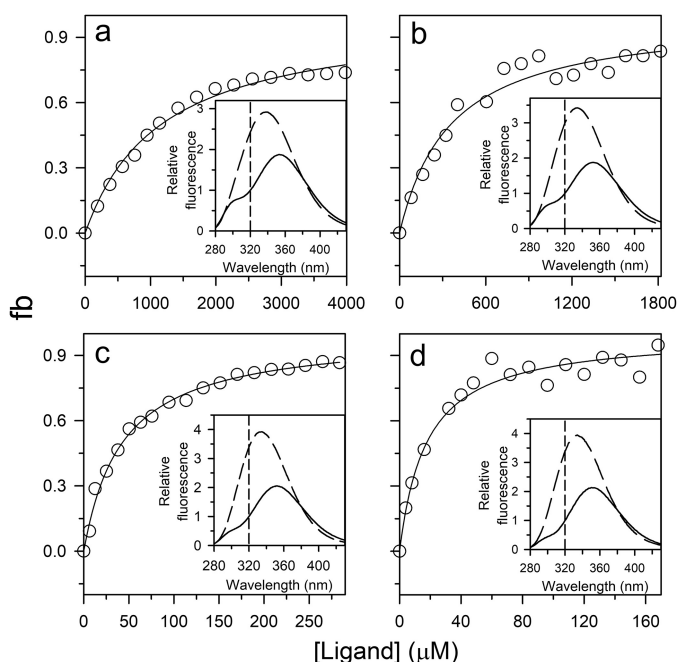 fb
a
0.9
0.6
0.3
0.0
0 1000 2000 3000 4000
3
2
1
0
280 320 360 400
Relative
fluorescence
Wavelength (nm)
b
0 600 1200 1800
3
2
1
0
280 320 360 400
Relative
fluorescence
Wavelength (nm)
c
0.9
0.6
0.3
0.0
0 50 100 150 200 250
4
3
2
1
0
280 320 360 400
Relative
fluorescence
Wavelength (nm)
d
0 40 80 120 160
4
3
2
1
0
280 320 360 400
Relative
fluorescence
Wavelength (nm)
[Ligand] (μM)